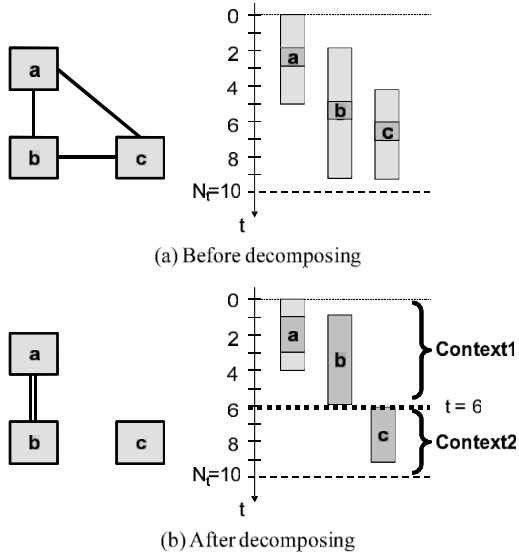 0
a
2
a
4
b
6
c
b
c
8
Nt=10
t
(a) Before decomposing
0
a
2
a
b
Context1
4
6
t = 6
b
c
c
8
Context2
Nt=10
t
(b) After decomposing